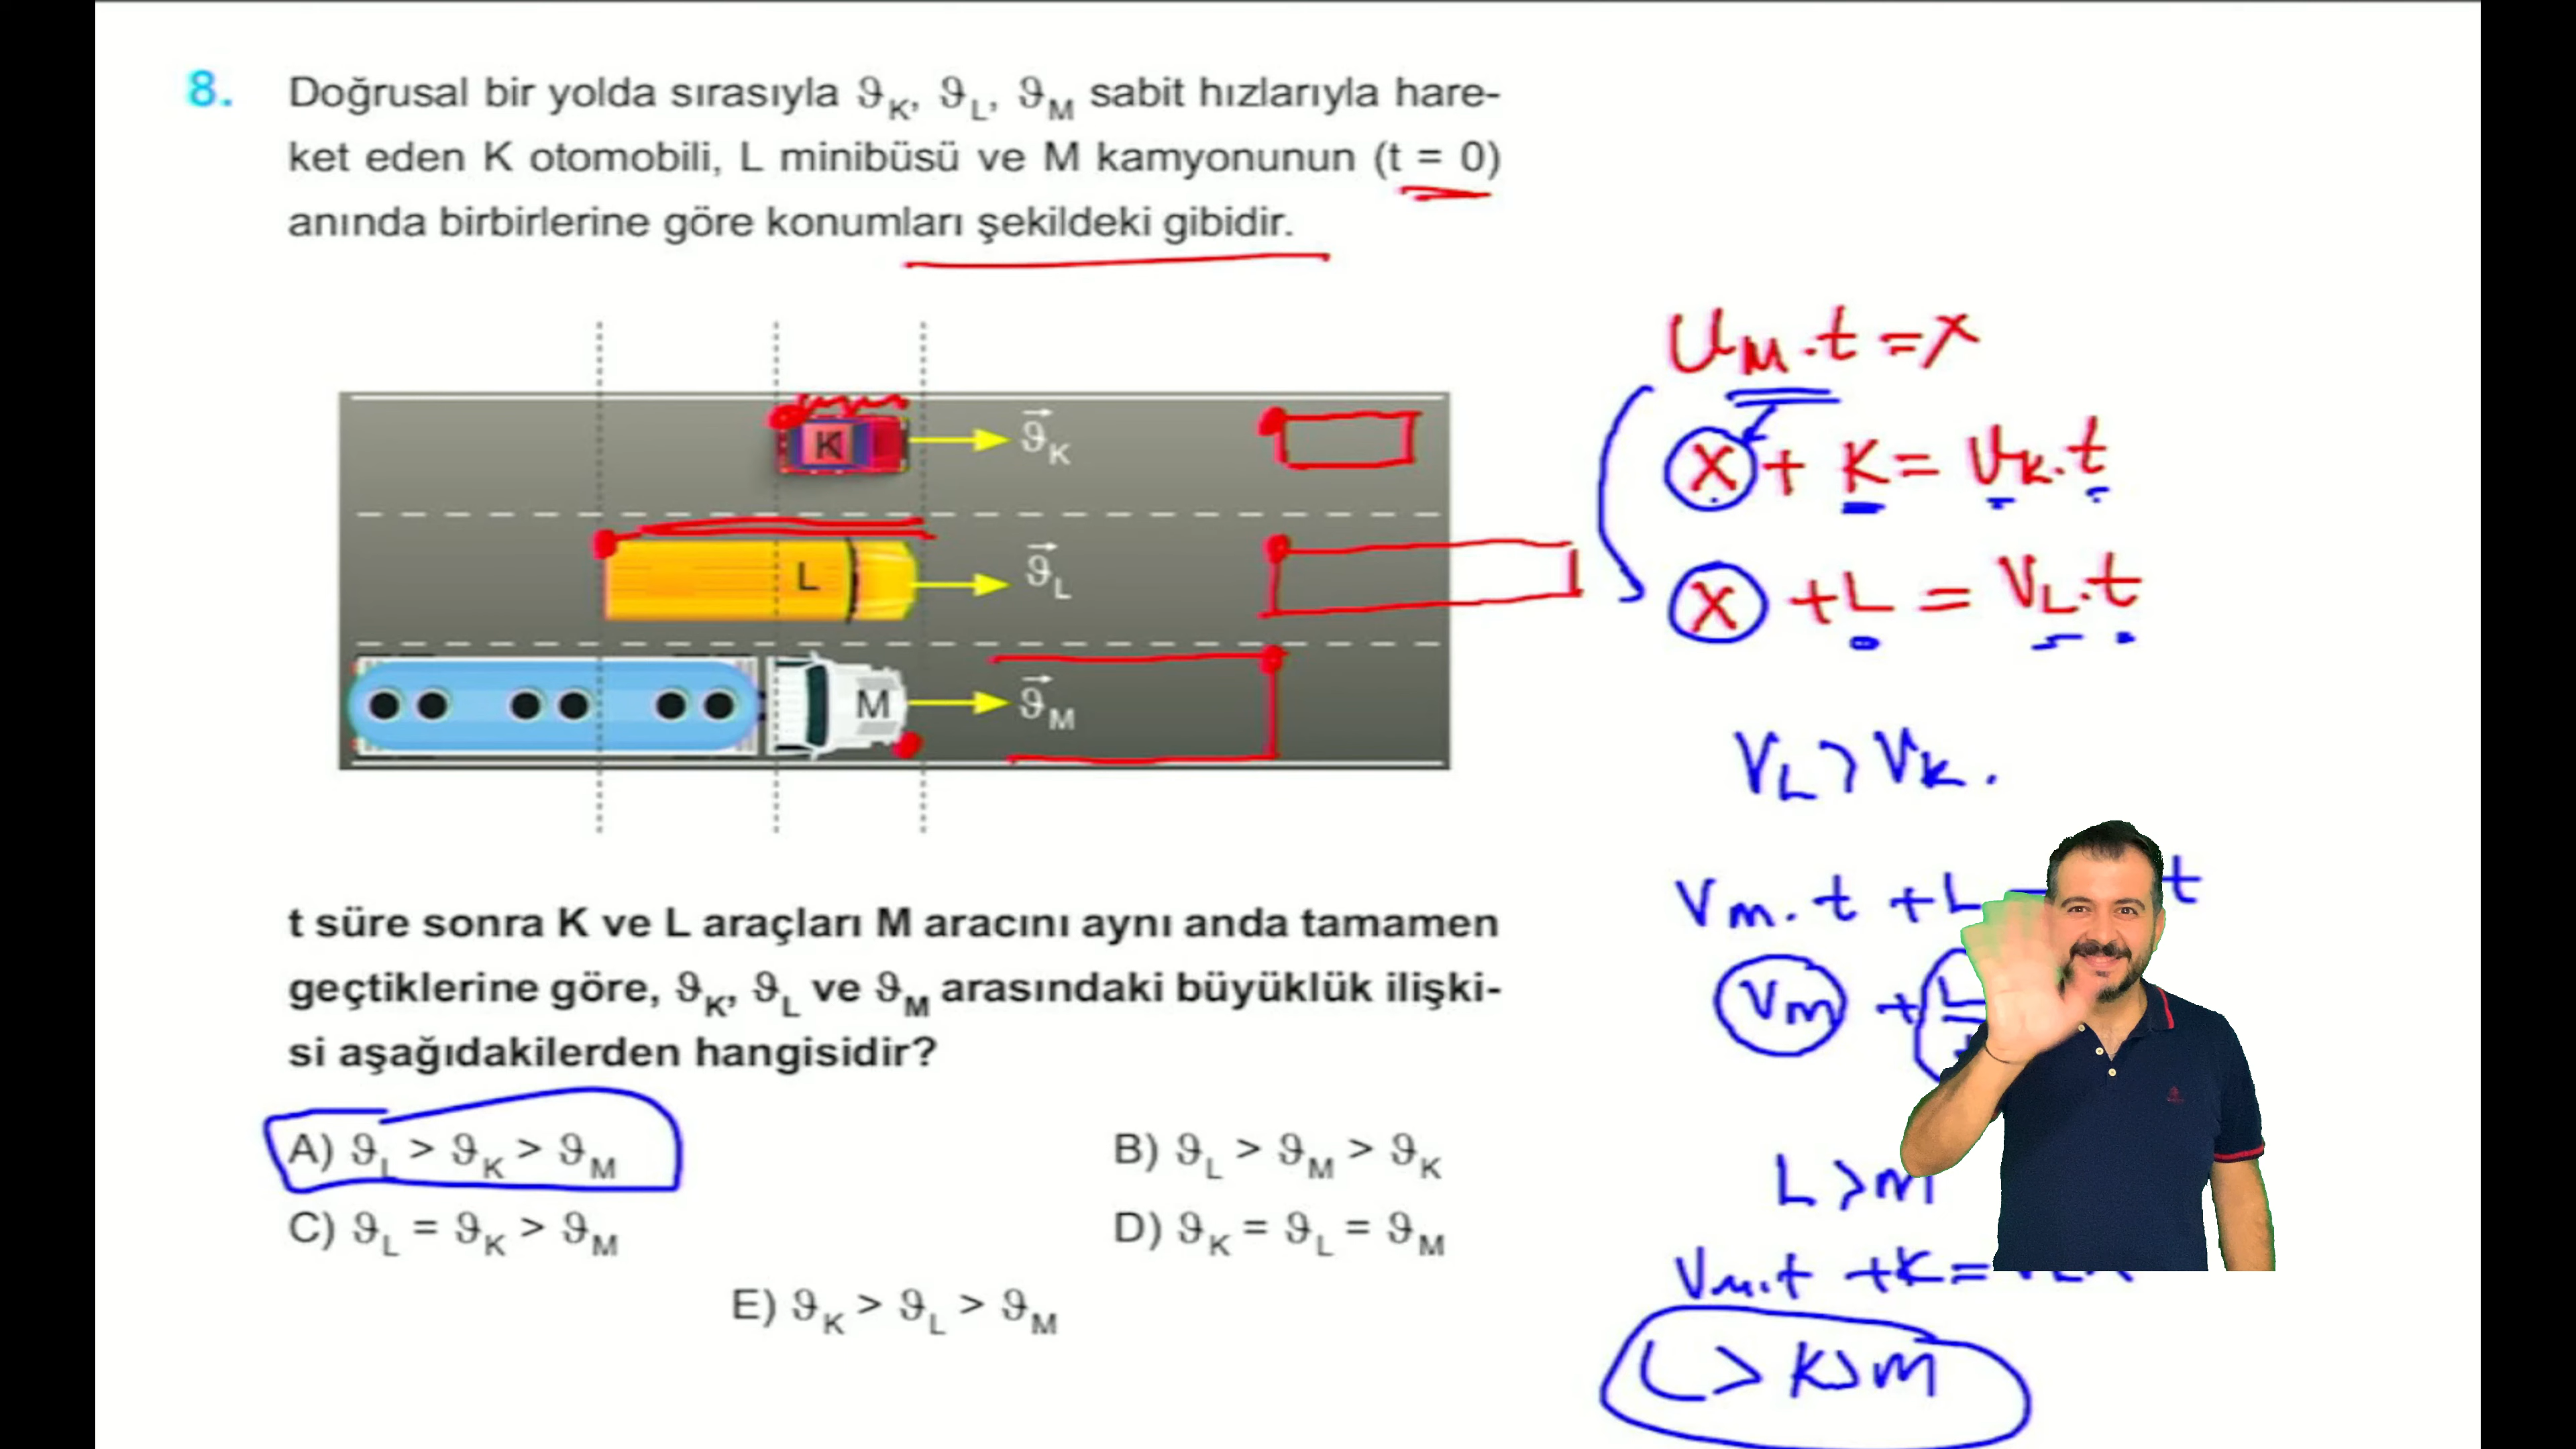 8. Doğrusal bir yolda sırasıyla ϑK, ϑL, ϑM sabit hızlarıyla hare-
ket eden K otomobili, L minibüsü ve M kamyonunun (t = 0)
anında birbirlerine göre konumları şekildeki gibidir.
K ϑK
L ϑL
M ϑM
UM.t = x
x + K = VK.t
x + L = VL.t
VL > VK.
Vm.t + L t
Vm + L
L > m
Vm.t + K =
L > K > m
t süre sonra K ve L araçları M aracını aynı anda tamamen
geçtiklerine göre, ϑK, ϑL ve ϑM arasındaki büyüklük ilişki-
si aşağıdakilerden hangisidir?
A) ϑL > ϑK > ϑM B) ϑL > ϑM > ϑK
C) ϑL = ϑK > ϑM D) ϑK = ϑL = ϑM
E) ϑK > ϑL > ϑM